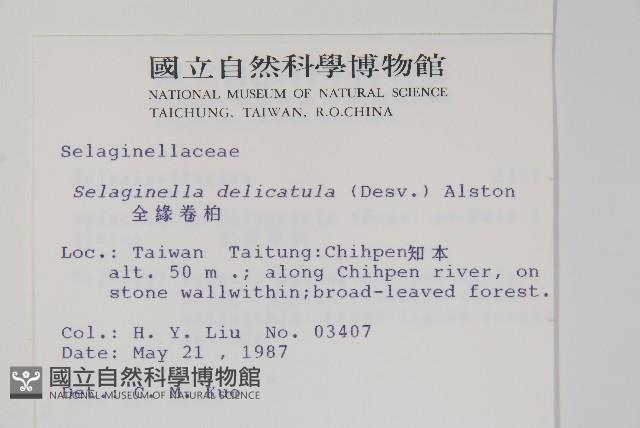 國立自然科學博物館
NATIONAL MUSEUM OF NATURAL SCIENCE
TAICHUNG, TAIWAN, R.O.CHINA
Selaginellaceae
Selaginella delicatula (Desv.) Alston
全緣卷柏
Loc.: Taiwan Taitung:Chihpen知本
alt. 50 m .; along Chihpen river, on
stone wallwithin;broad-leaved forest.
Col.: H. Y. Liu No. 03407
Date: May 21 , 1987
國立自然科學博物館
NATIONAL MUSEUM OF NATURAL SCIENCE
Det.: C. M. Kuo